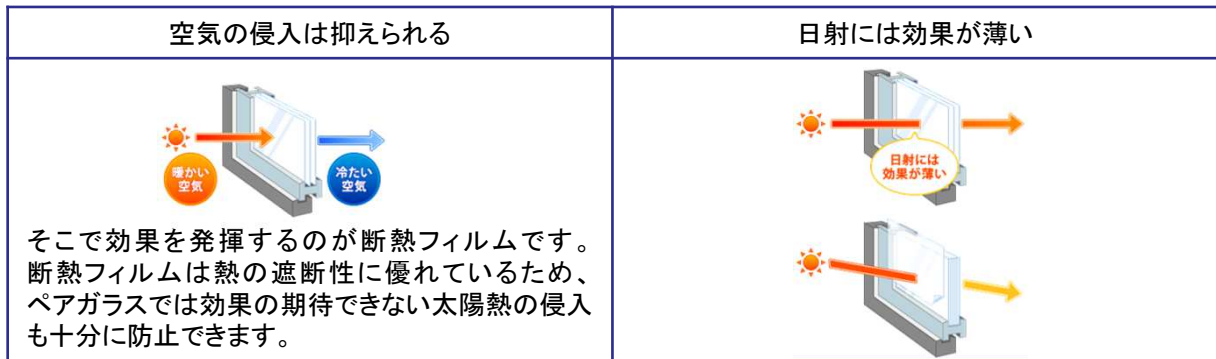 空気の侵入は抑えられる
日射には効果が薄い
暖かい
空気
冷たい
空気
そこで効果を発揮するのが断熱フィルムです。
断熱フィルムは熱の遮断性に優れているため、
ペアガラスでは効果の期待できない太陽熱の侵入
も十分に防止できます。
日射には
効果が薄い